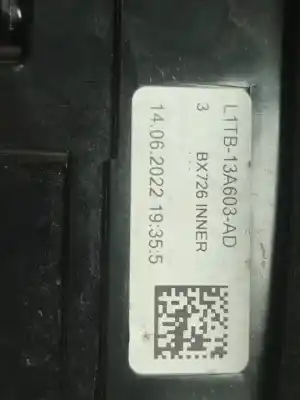 L1TB-13A603-AD
3 BX726 INNER
14.06.2022 19:35:5